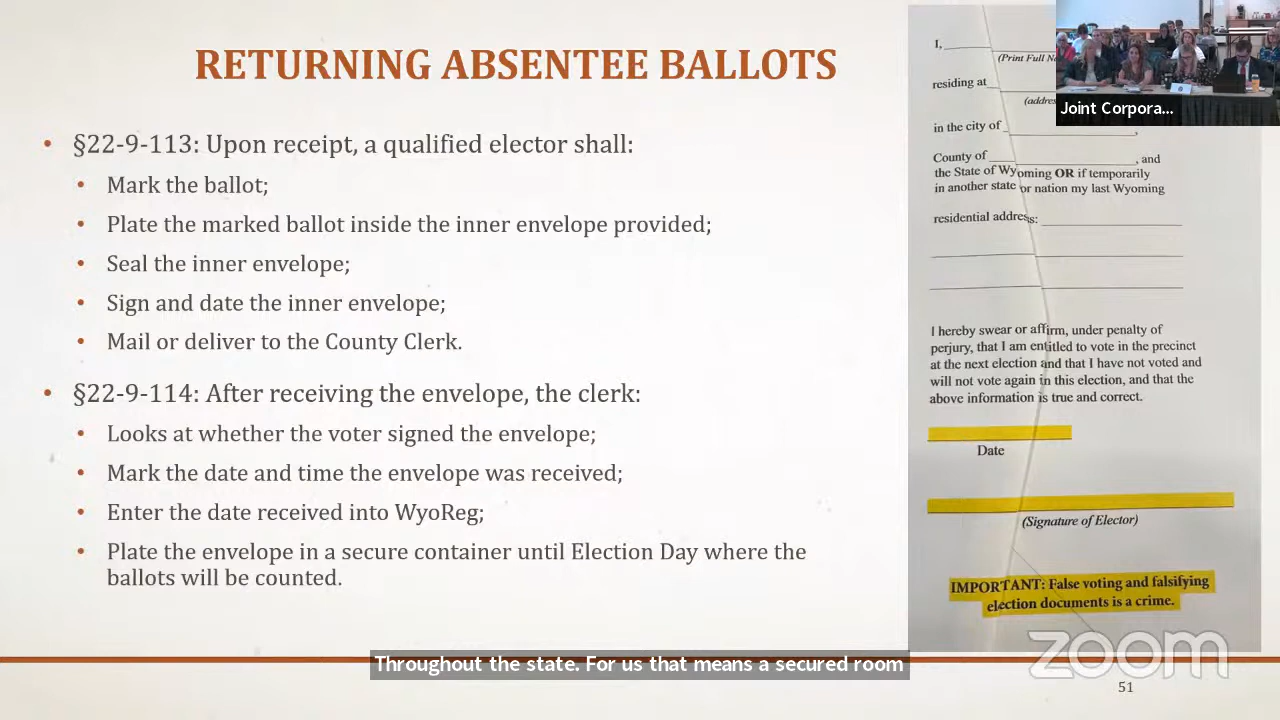 RETURNING ABSENTEE BALLOTS
• §22-9-113: Upon receipt, a qualified elector shall:
• Mark the ballot;
• Plate the marked ballot inside the inner envelope provided;
• Seal the inner envelope;
• Sign and date the inner envelope;
• Mail or deliver to the County Clerk.
• §22-9-114: After receiving the envelope, the clerk:
• Looks at whether the voter signed the envelope;
• Mark the date and time the envelope was received;
• Enter the date received into WyoReg;
• Plate the envelope in a secure container until Election Day where the
ballots will be counted.
I,
(Print Full
residing at
in the city of
County of , and
the State of Wyoming OR if temporarily
in another state or nation my last Wyoming
residential address:
I hereby swear or affirm, under penalty of
perjury, that I am entitled to vote in the precinct
at the next election and that I have not voted and
will not vote again in this election, and that the
above information is true and correct.
Date
(Signature of Elector)
IMPORTANT: False voting and falsifying
election documents is a crime.
Joint Corpora...
Throughout the state. For us that means a secured room
zoom
51